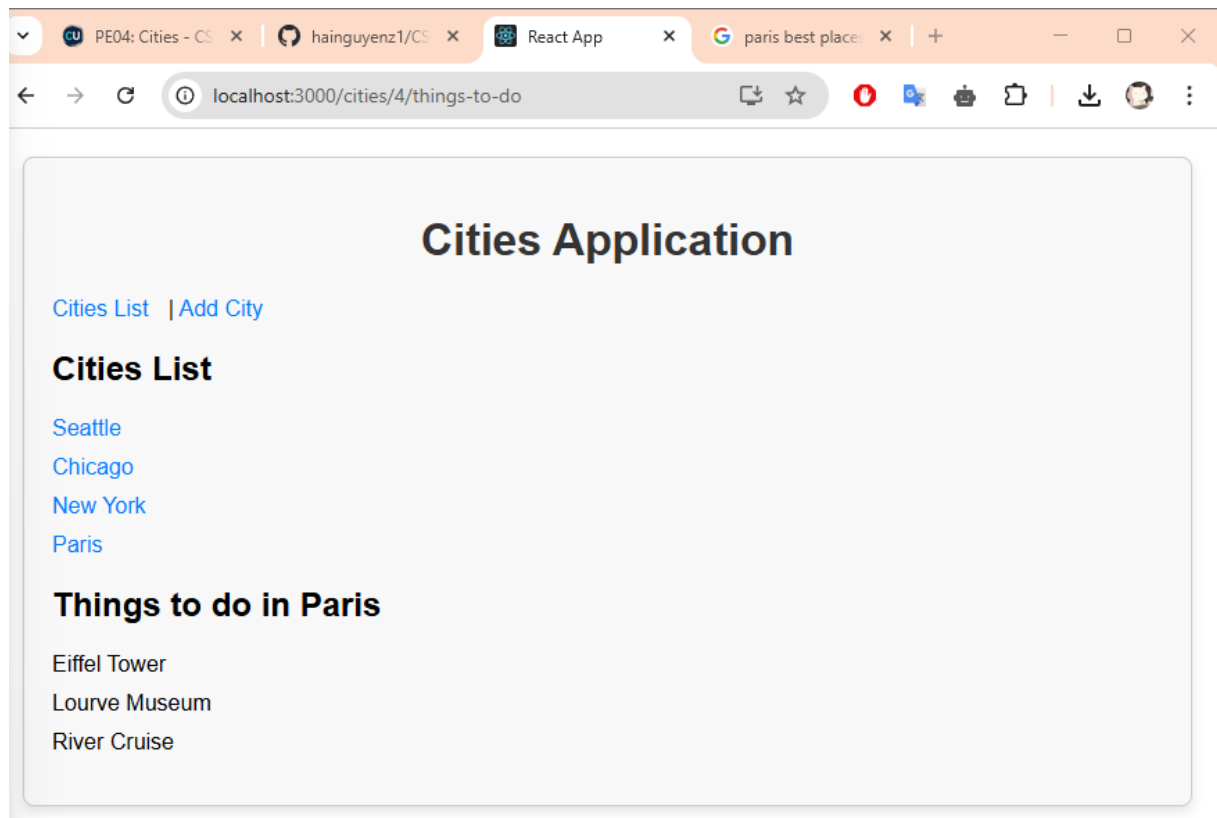 CU PE04: Cities - CS hainguyenz1/CS React App G paris best places
localhost:3000/cities/4/things-to-do
Cities Application
Cities List | Add City
Cities List
Seattle
Chicago
New York
Paris
Things to do in Paris
Eiffel Tower
Lourve Museum
River Cruise